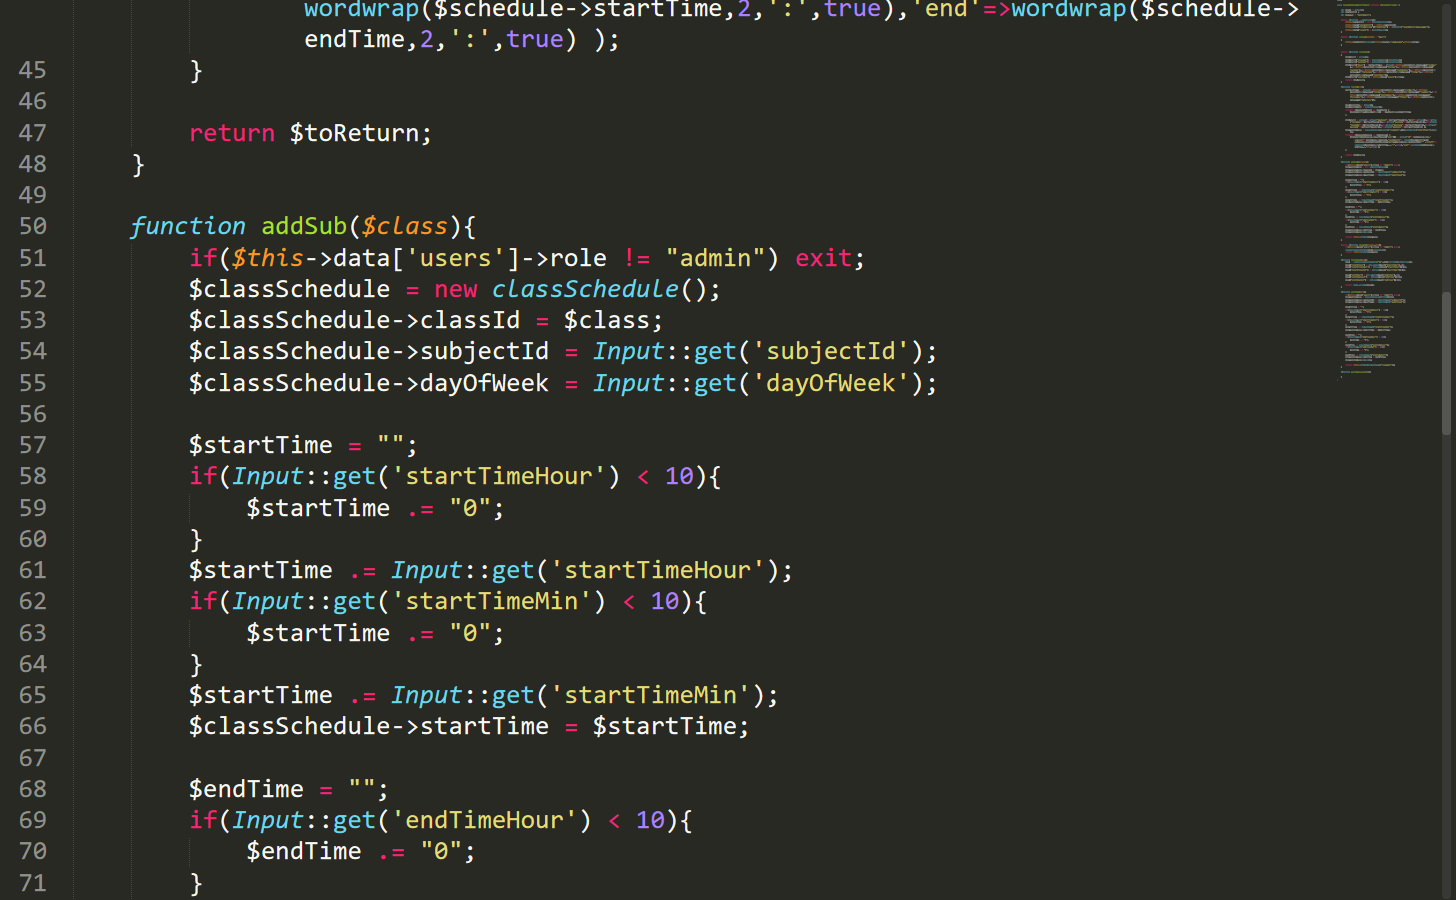 wordwrap($schedule->startTime,2,':',true),'end'=>wordwrap($schedule->
endTime,2,':',true) );
45 }
46
47 return $toReturn;
48 }
49
50 function addSub($class){
51 if($this->data['users']->role != "admin") exit;
52 $classSchedule = new classSchedule();
53 $classSchedule->classId = $class;
54 $classSchedule->subjectId = Input::get('subjectId');
55 $classSchedule->dayOfWeek = Input::get('dayOfWeek');
56
57 $startTime = "";
58 if(Input::get('startTimeHour') < 10){
59 $startTime .= "0";
60 }
61 $startTime .= Input::get('startTimeHour');
62 if(Input::get('startTimeMin') < 10){
63 $startTime .= "0";
64 }
65 $startTime .= Input::get('startTimeMin');
66 $classSchedule->startTime = $startTime;
67
68 $endTime = "";
69 if(Input::get('endTimeHour') < 10){
70 $endTime .= "0";
71 }